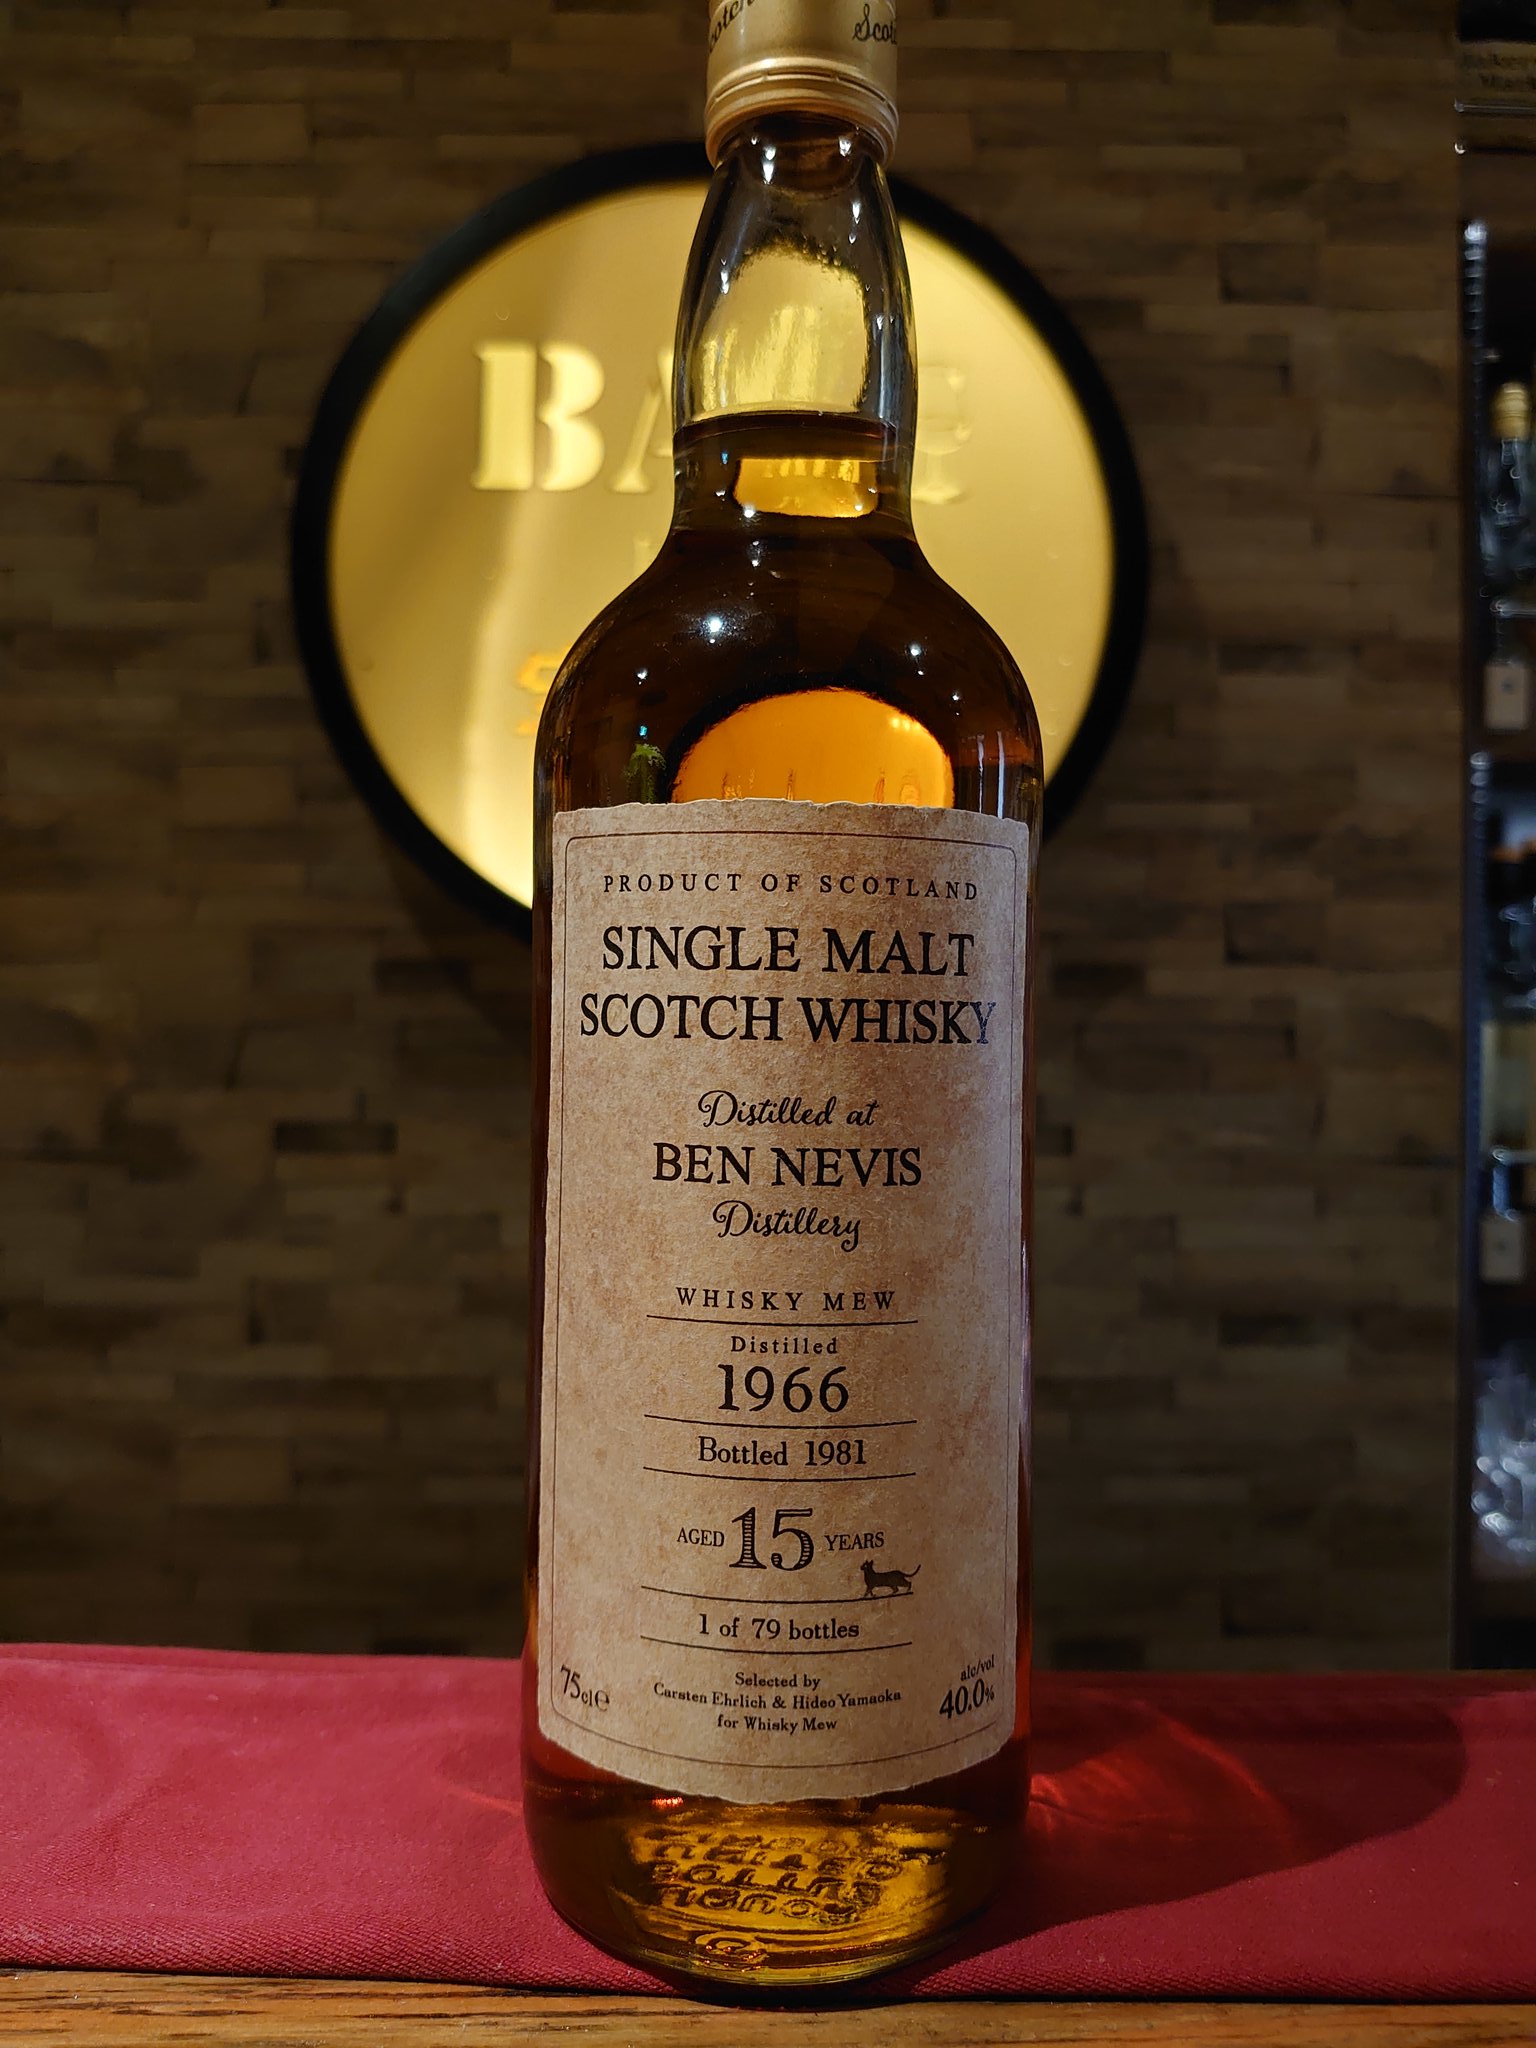 Scotch
PRODUCT OF SCOTLAND
SINGLE MALT
SCOTCH WHISKY
Distilled at
BEN NEVIS
Distillery
WHISKY MEW
Distilled
1966
Bottled 1981
AGED 15 YEARS
1 of 79 bottles
75cl℮
Selected by
Carsten Ehrlich & Hideo Yamaoka
for Whisky Mew
alc/vol
40.0%